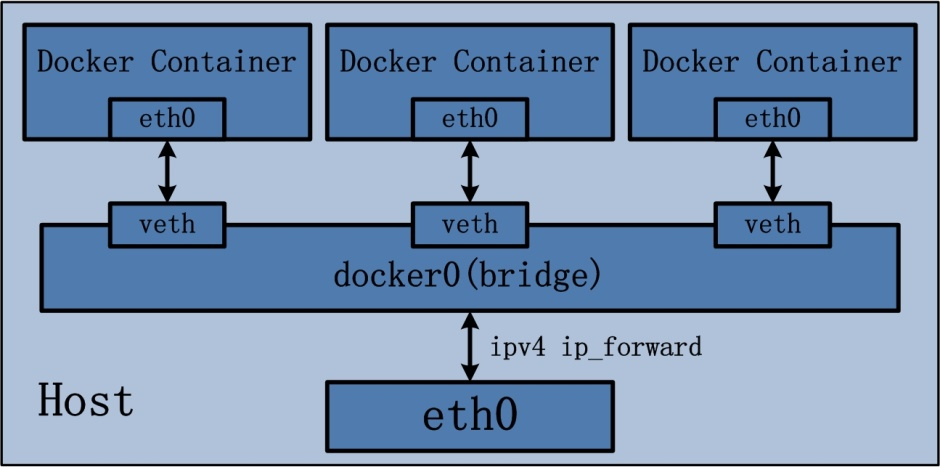 Docker Container
Docker Container
Docker Container
eth0
eth0
eth0
veth
veth
veth
docker0(bridge)
ipv4 ip_forward
Host
eth0